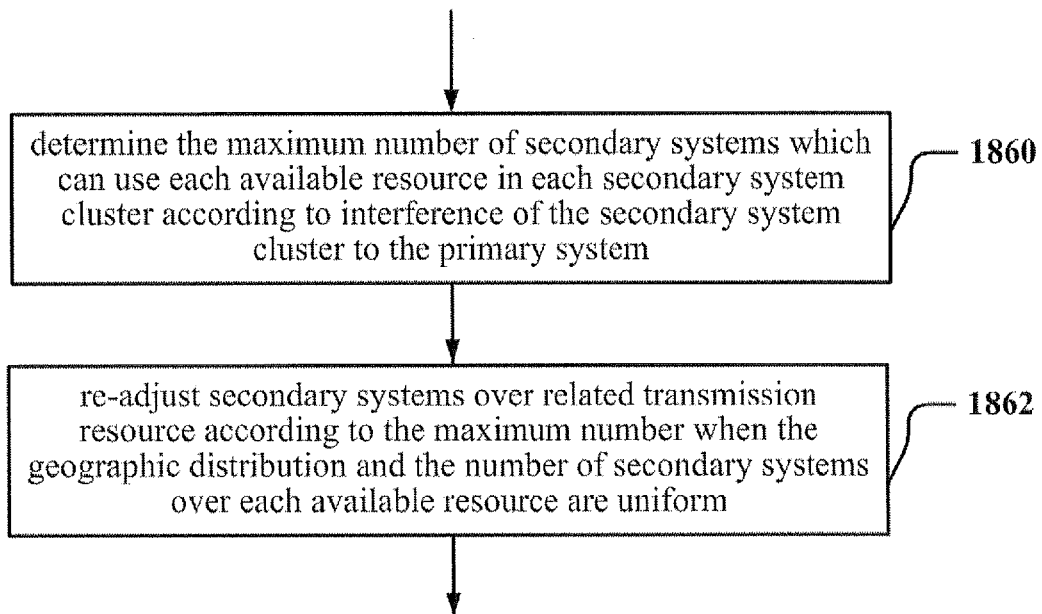 determine the maximum number of secondary systems which
can use each available resource in each secondary system
cluster according to interference of the secondary system
cluster to the primary system
1860
re-adjust secondary systems over related transmission
resource according to the maximum number when the
geographic distribution and the number of secondary systems
over each available resource are uniform
1862